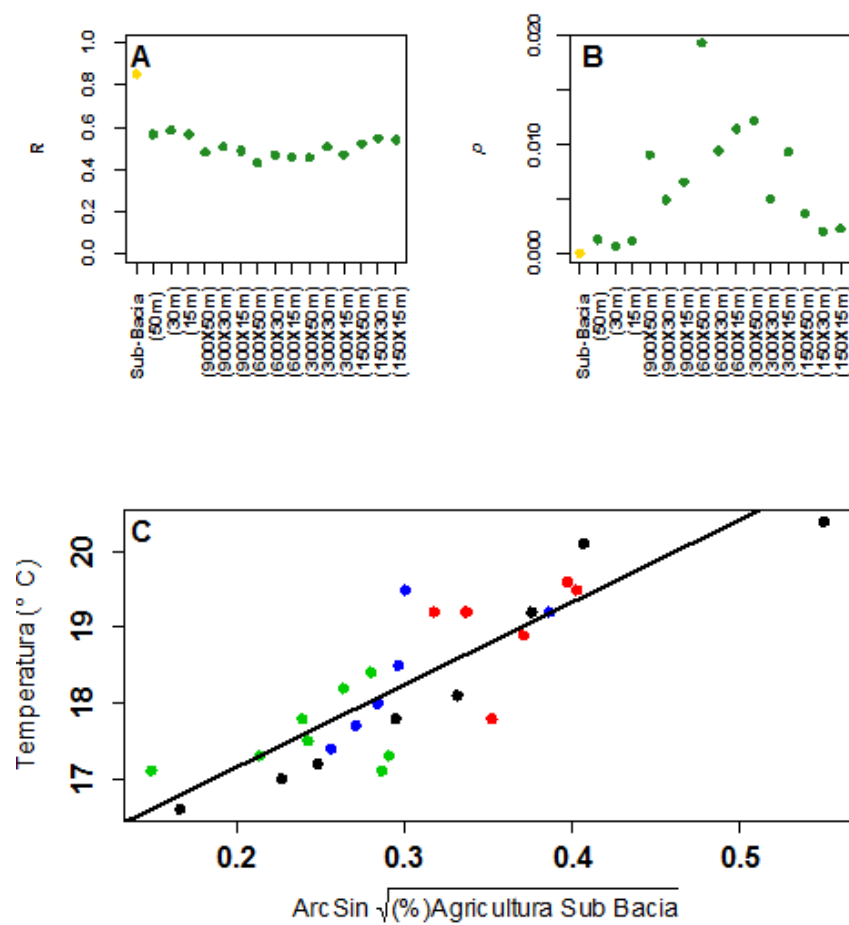 A
R
1.0
0.8
0.6
0.4
0.2
0.0
Sub-Bacia
(50m)
(30m)
(15m)
(900X50m)
(900X30m)
(900X15m)
(600X50m)
(600X30m)
(600X15m)
(300X50m)
(300X30m)
(300X15m)
(150X50m)
(150X30m)
(150X15m)
B
ρ
0.020
0.010
0.000
Sub-Bacia
(50m)
(30m)
(15m)
(900X50m)
(900X30m)
(900X15m)
(600X50m)
(600X30m)
(600X15m)
(300X50m)
(300X30m)
(300X15m)
(150X50m)
(150X30m)
(150X15m)
C
Temperatura (° C)
20
19
18
17
0.2 0.3 0.4 0.5
ArcSin √(%)Agricultura Sub Bacia